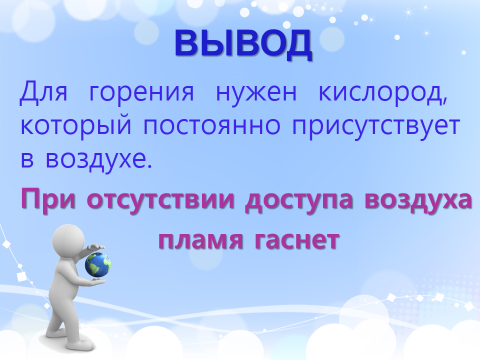 ВЫВОД
Для горения нужен кислород,
который постоянно присутствует
в воздухе.
При отсутствии доступа воздуха
пламя гаснет